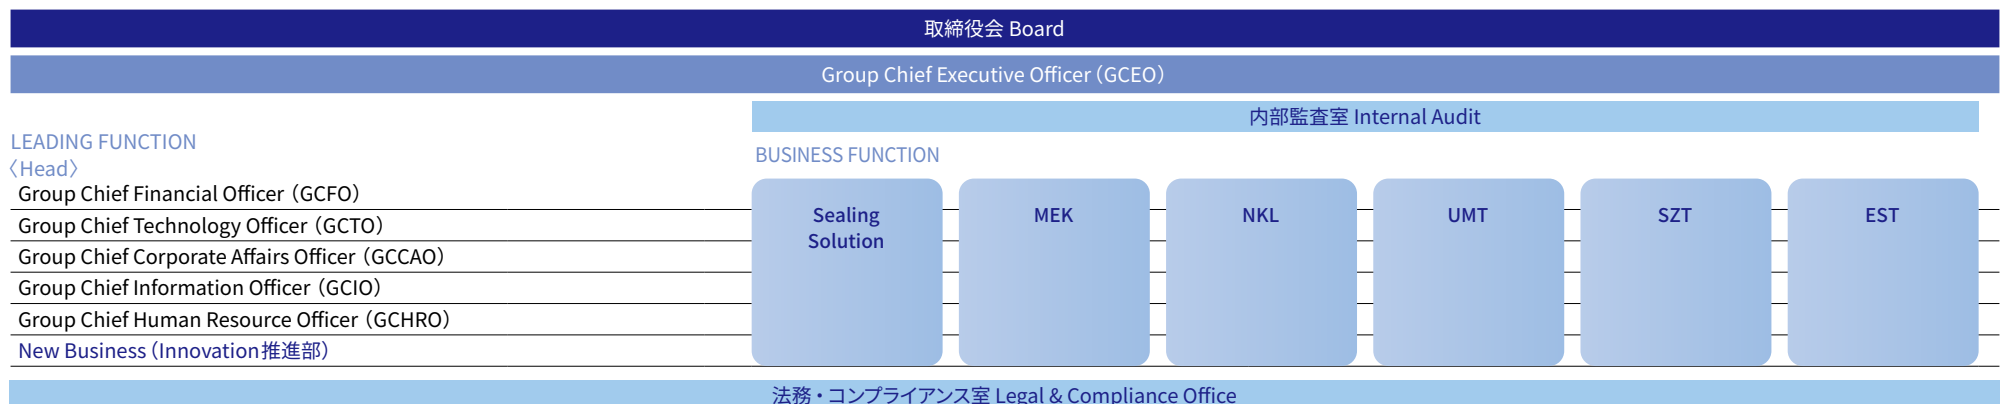 取締役会 Board
Group Chief Executive Officer（GCEO）
内部監査室 Internal Audit
LEADING FUNCTION
〈Head〉
BUSINESS FUNCTION
Group Chief Financial Officer（GCFO）
Group Chief Technology Officer（GCTO）
Group Chief Corporate Affairs Officer（GCCAO）
Group Chief Information Officer（GCIO）
Group Chief Human Resource Officer（GCHRO）
New Business（Innovation推進部）
Sealing
Solution
MEK
NKL
UMT
SZT
EST
法務・コンプライアンス室 Legal & Compliance Office